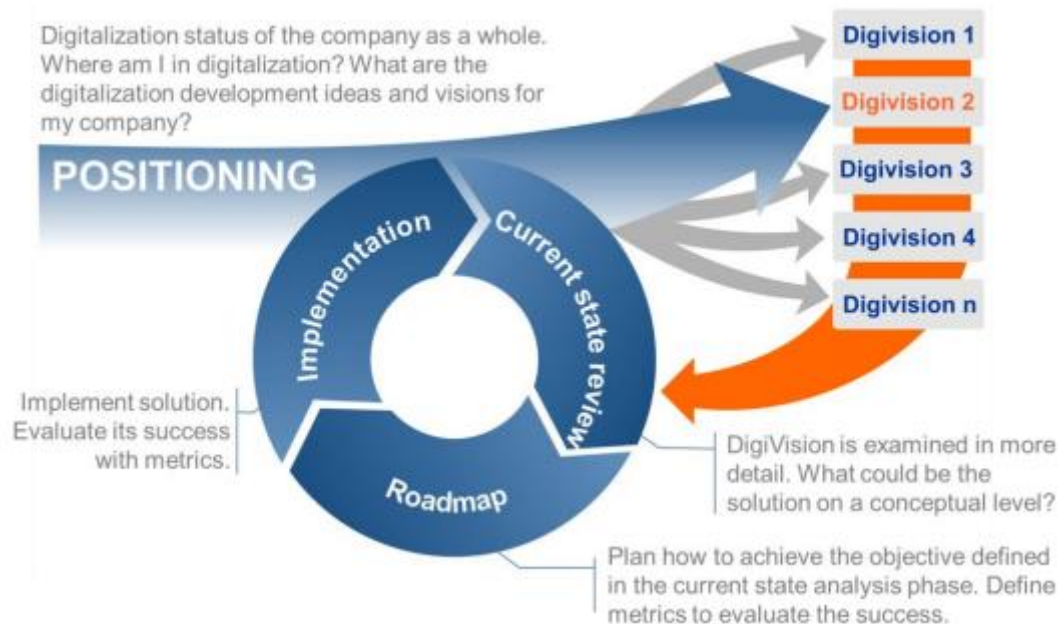 Digitalization status of the company as a whole.
Where am I in digitalization? What are the
digitalization development ideas and visions for
my company?
POSITIONING
Digivision 1
Digivision 2
Digivision 3
Digivision 4
Digivision n
Implementation
Current state review
Roadmap
Implement solution.
Evaluate its success
with metrics.
DigiVision is examined in more
detail. What could be the
solution on a conceptual level?
Plan how to achieve the objective defined
in the current state analysis phase. Define
metrics to evaluate the success.